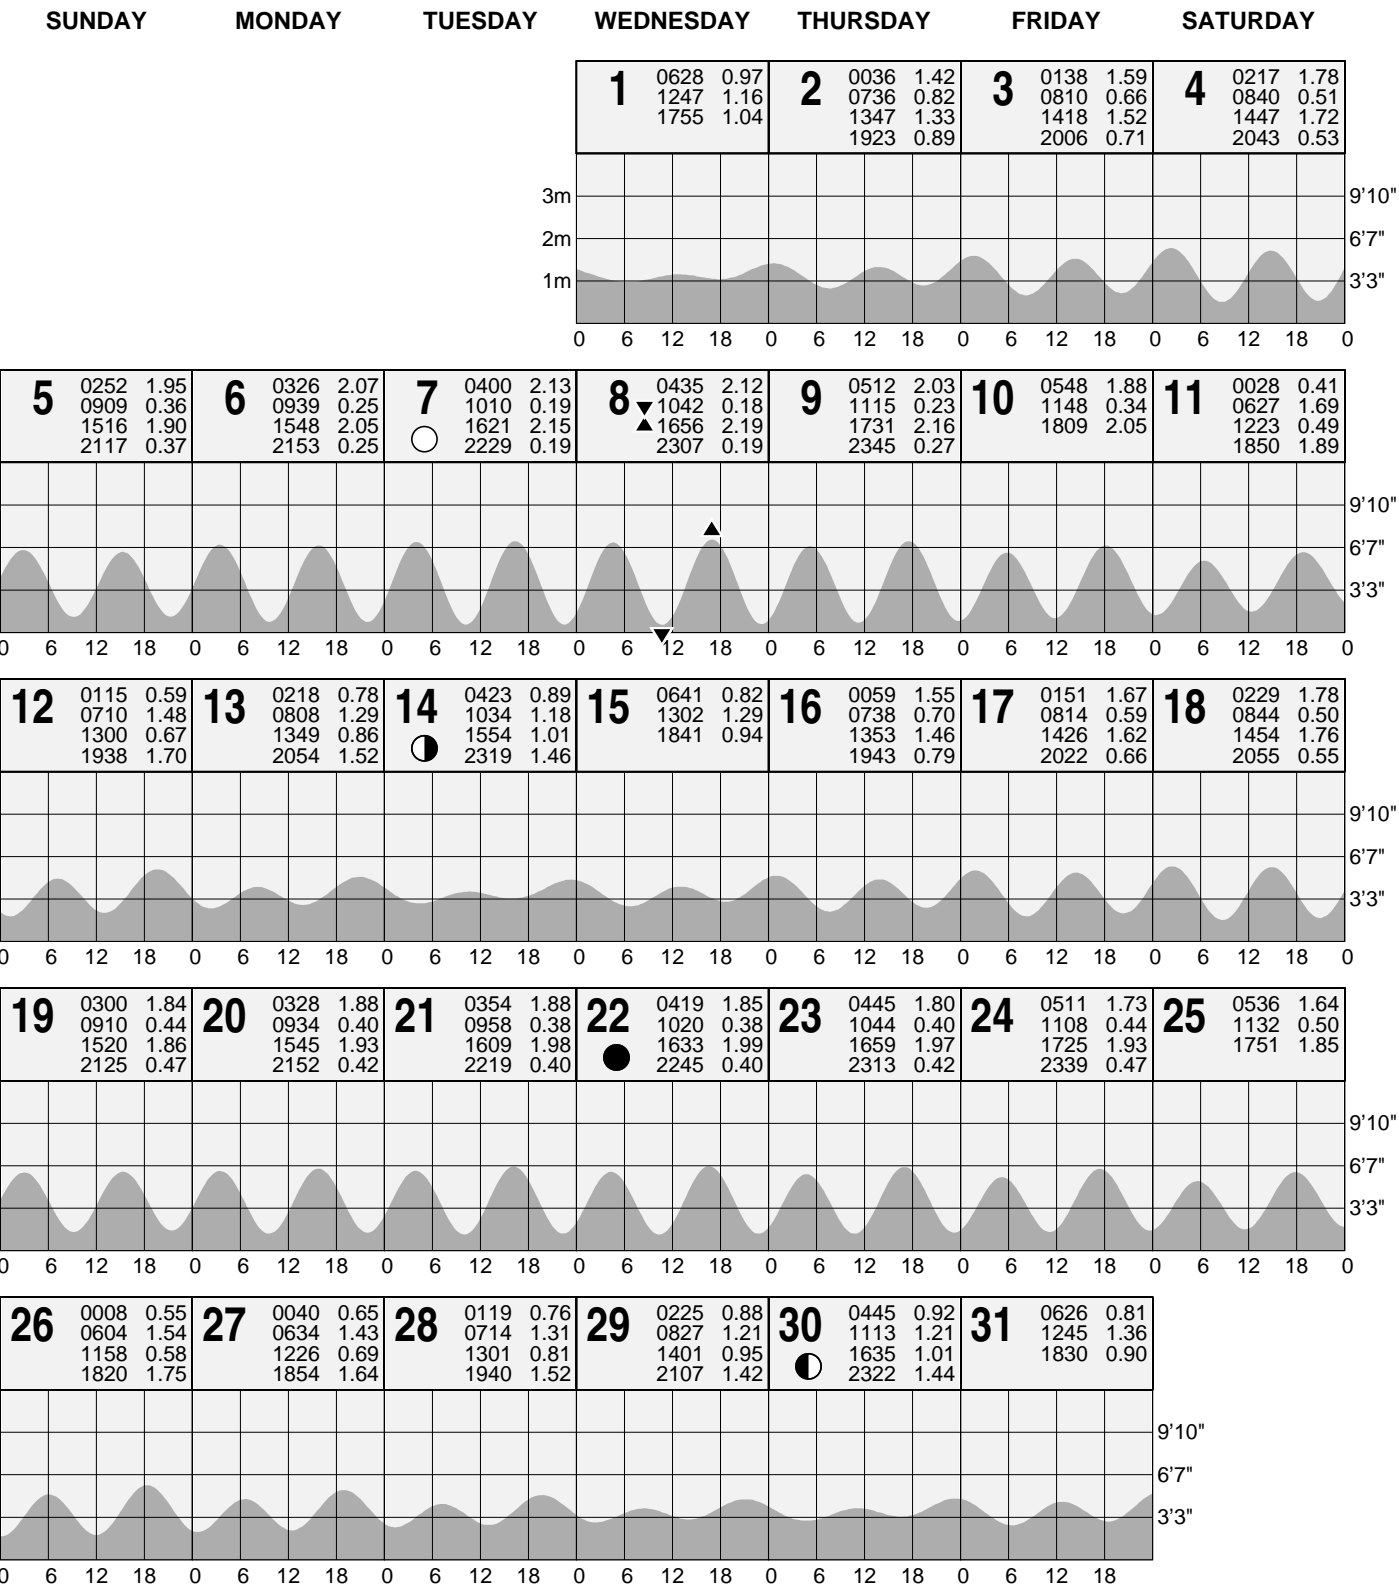 SUNDAY MONDAY TUESDAY WEDNESDAY THURSDAY FRIDAY SATURDAY
1 0628 0.97 2 0036 1.42 3 0138 1.59 4 0217 1.78
1247 1.16 0736 0.82 0810 0.66 0840 0.51
1755 1.04 1347 1.33 1418 1.52 1447 1.72
1923 0.89 2006 0.71 2043 0.53
3m 9'10"
2m 6'7"
1m 3'3"
0 6 12 18 0 6 12 18 0 6 12 18 0 6 12 18 0
5 0252 1.95 6 0326 2.07 7 0400 2.13 8 0435 2.12 9 0512 2.03 10 0548 1.88 11 0028 0.41
0909 0.36 0939 0.25 1010 0.19 1042 0.18 1115 0.23 1148 0.34 0627 1.69
1516 1.90 1548 2.05 1621 2.15 1656 2.19 1731 2.16 1809 2.05 1223 0.49
2117 0.37 2153 0.25 2229 0.19 2307 0.19 2345 0.27 1850 1.89
9'10"
6'7"
3'3"
0 6 12 18 0 6 12 18 0 6 12 18 0 6 12 18 0 6 12 18 0 6 12 18 0 6 12 18 0
12 0115 0.59 13 0218 0.78 14 0423 0.89 15 0641 0.82 16 0059 1.55 17 0151 1.67 18 0229 1.78
0710 1.48 0808 1.29 1034 1.18 1302 1.29 0738 0.70 0814 0.59 0844 0.50
1300 0.67 1349 0.86 1554 1.01 1841 0.94 1353 1.46 1426 1.62 1454 1.76
1938 1.70 2054 1.52 2319 1.46 1943 0.79 2022 0.66 2055 0.55
9'10"
6'7"
3'3"
0 6 12 18 0 6 12 18 0 6 12 18 0 6 12 18 0 6 12 18 0 6 12 18 0 6 12 18 0
19 0300 1.84 20 0328 1.88 21 0354 1.88 22 0419 1.85 23 0445 1.80 24 0511 1.73 25 0536 1.64
0910 0.44 0934 0.40 0958 0.38 1020 0.38 1044 0.40 1108 0.44 1132 0.50
1520 1.86 1545 1.93 1609 1.98 1633 1.99 1659 1.97 1725 1.93 1751 1.85
2125 0.47 2152 0.42 2219 0.40 2245 0.40 2313 0.42 2339 0.47
9'10"
6'7"
3'3"
0 6 12 18 0 6 12 18 0 6 12 18 0 6 12 18 0 6 12 18 0 6 12 18 0 6 12 18 0
26 0008 0.55 27 0040 0.65 28 0119 0.76 29 0225 0.88 30 0445 0.92 31 0626 0.81
0604 1.54 0634 1.43 0714 1.31 0827 1.21 1113 1.21 1245 1.36
1158 0.58 1226 0.69 1301 0.81 1401 0.95 1635 1.01 1830 0.90
1820 1.75 1854 1.64 1940 1.52 2107 1.42 2322 1.44
9'10"
6'7"
3'3"
0 6 12 18 0 6 12 18 0 6 12 18 0 6 12 18 0 6 12 18 0 6 12 18